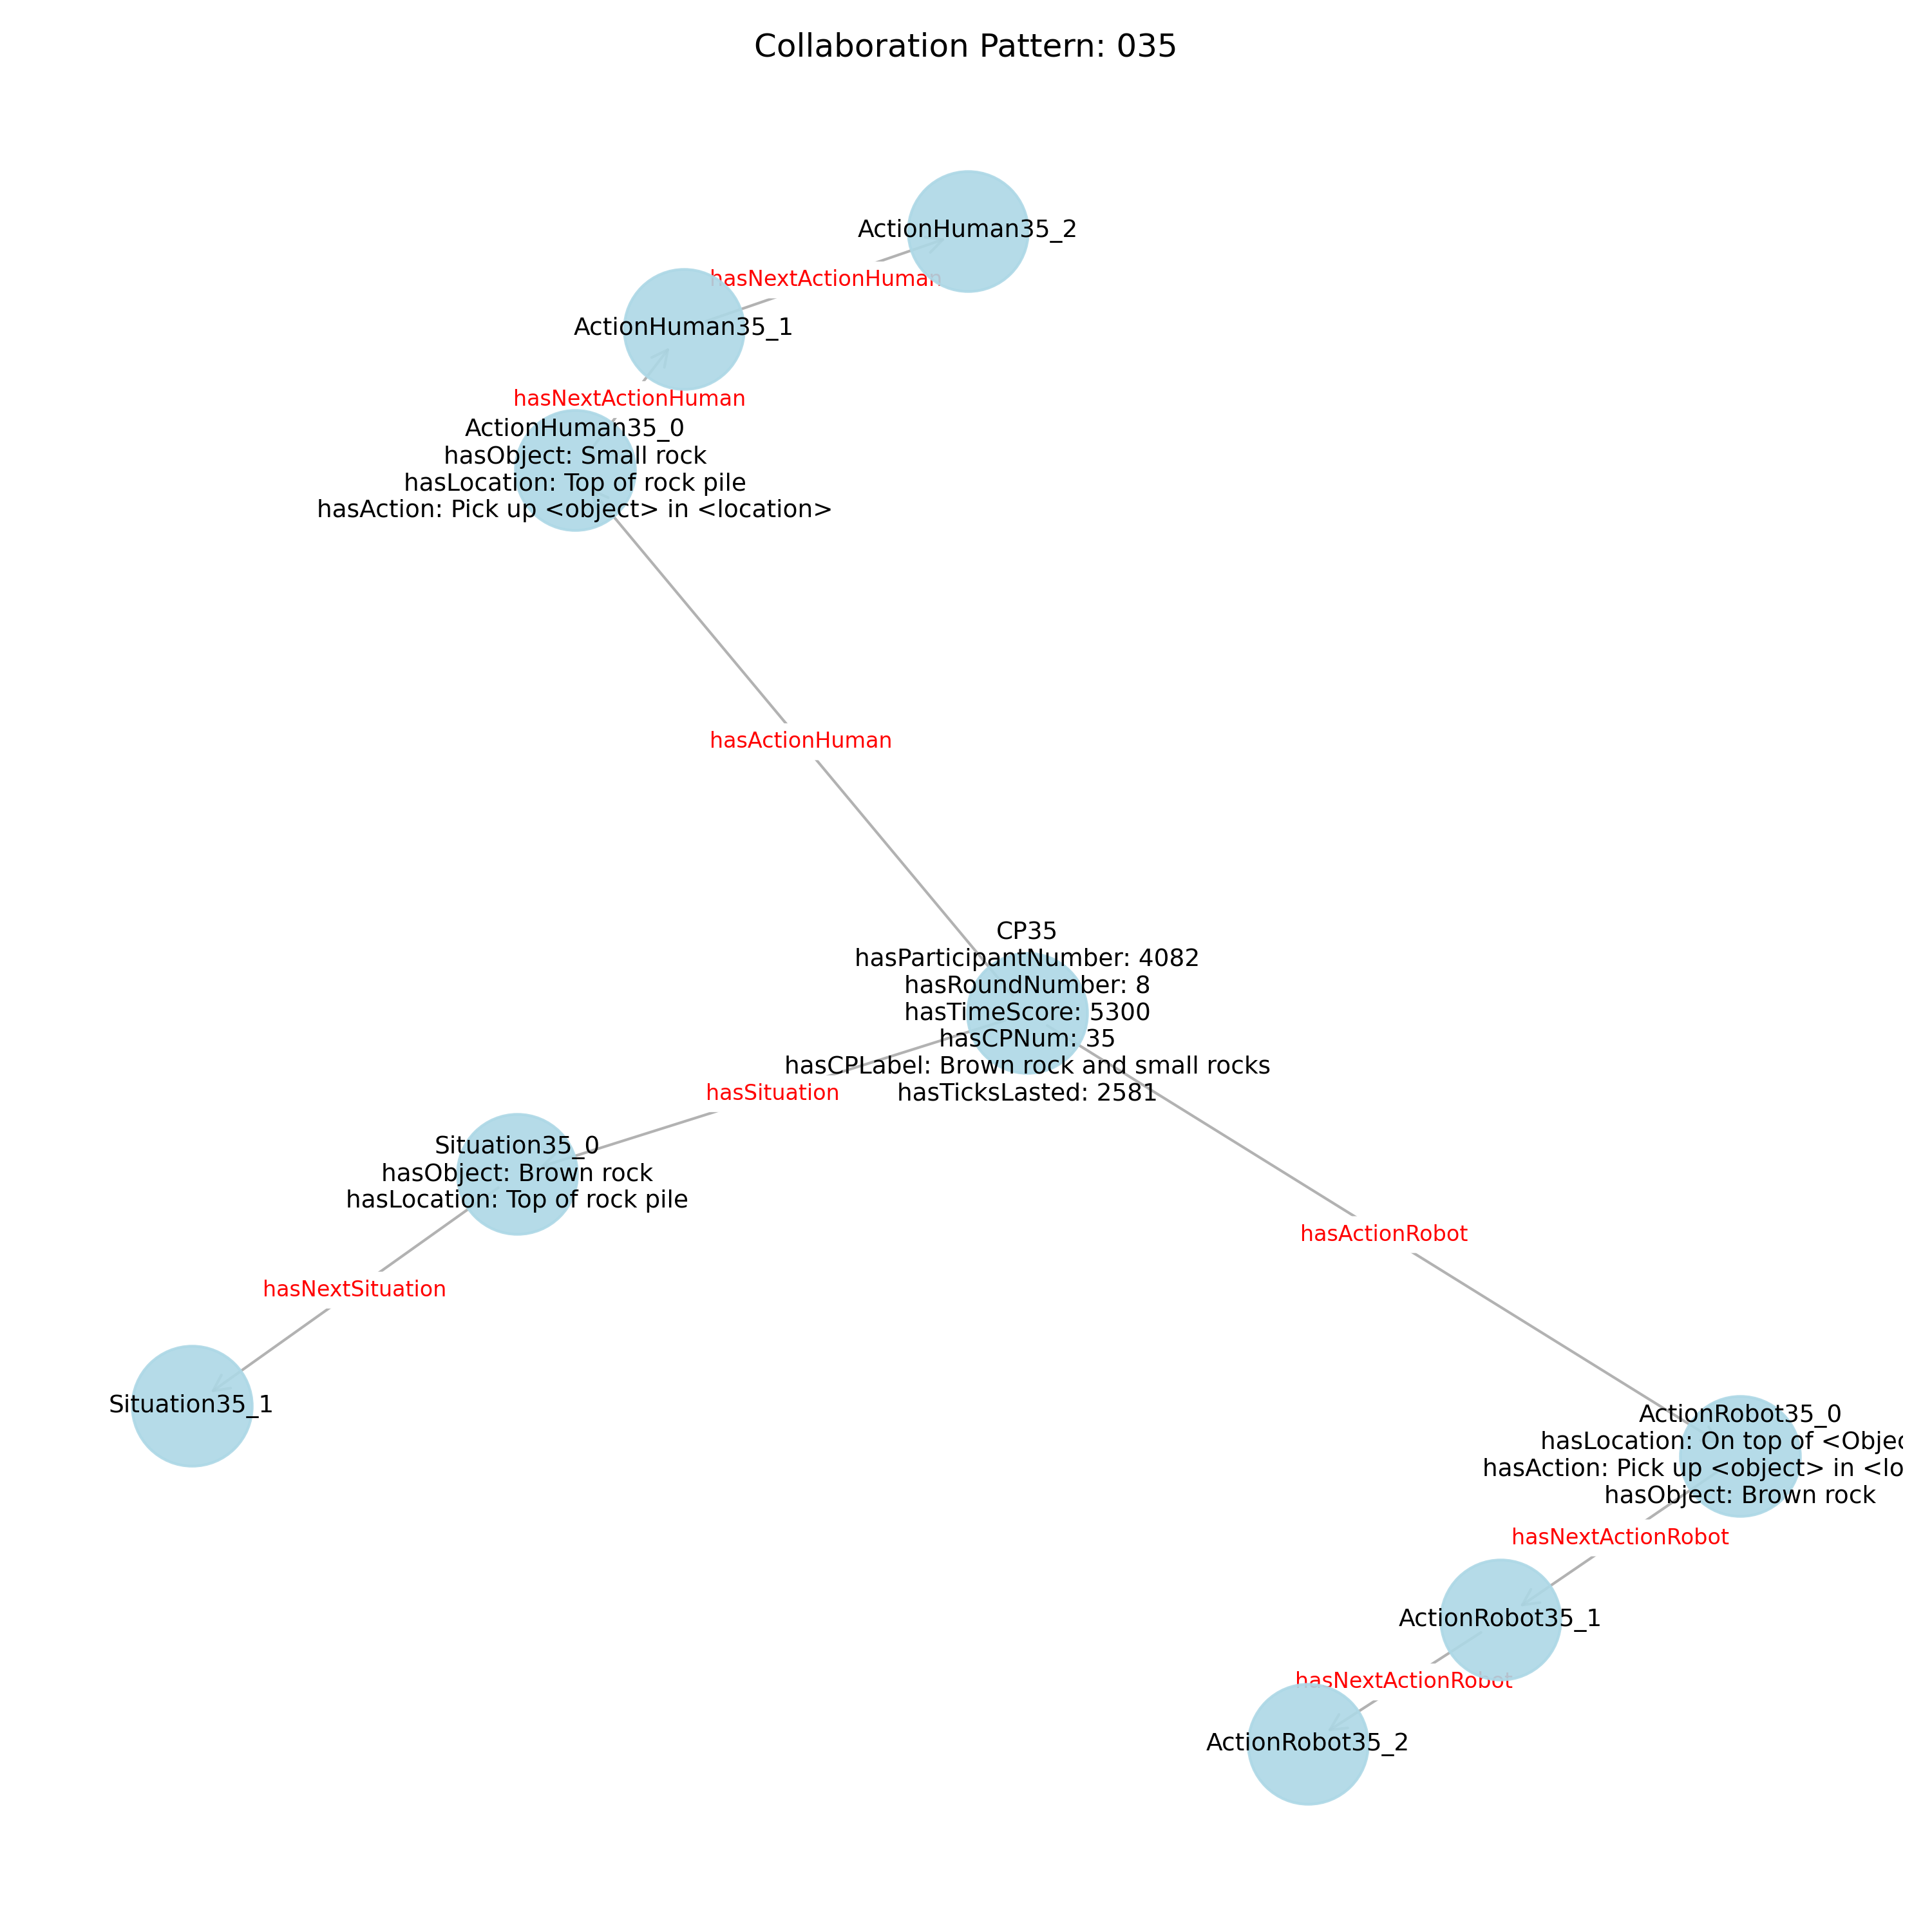 Collaboration Pattern: 035
ActionHuman35_2
hasNextActionHuman
ActionHuman35_1
hasNextActionHuman
ActionHuman35_0
hasObject: Small rock
hasLocation: Top of rock pile
hasAction: Pick up <object> in <location>
hasActionHuman
CP35
hasParticipantNumber: 4082
hasRoundNumber: 8
hasTimeScore: 5300
hasCPNum: 35
hasCPLabel: Brown rock and small rocks
hasTicksLasted: 2581
hasSituation
Situation35_0
hasObject: Brown rock
hasLocation: Top of rock pile
hasActionRobot
hasNextSituation
Situation35_1
ActionRobot35_0
hasLocation: On top of <Objec
hasAction: Pick up <object> in <lo
hasObject: Brown rock
hasNextActionRobot
ActionRobot35_1
hasNextActionRobot
ActionRobot35_2